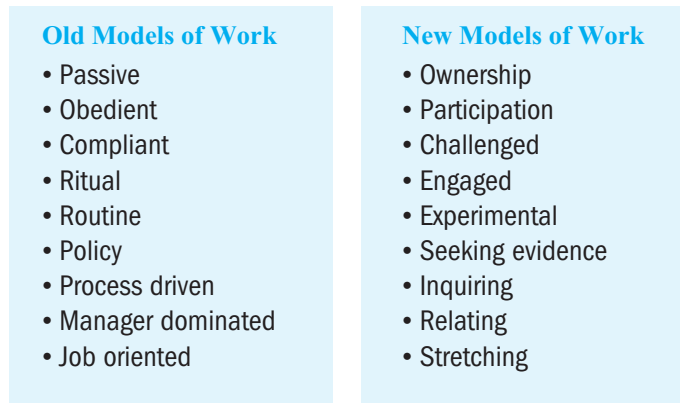 Old Models of Work
• Passive
• Obedient
• Compliant
• Ritual
• Routine
• Policy
• Process driven
• Manager dominated
• Job oriented
New Models of Work
• Ownership
• Participation
• Challenged
• Engaged
• Experimental
• Seeking evidence
• Inquiring
• Relating
• Stretching